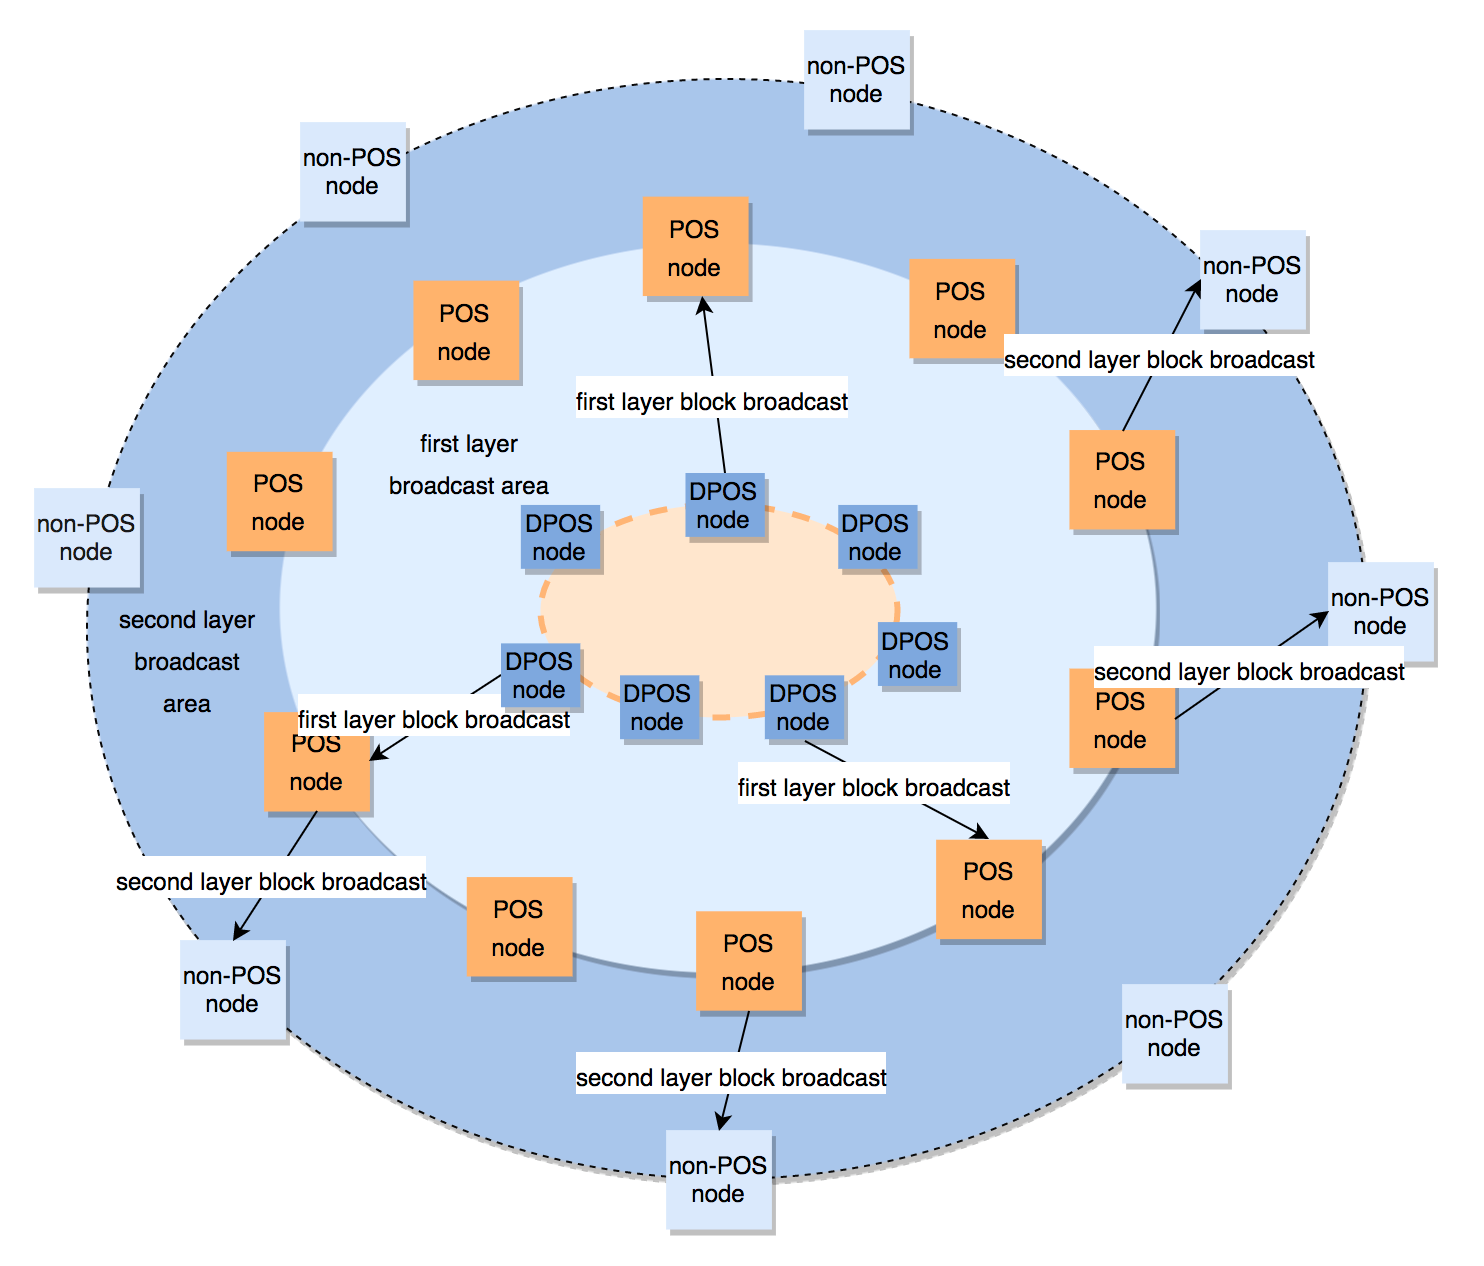 non-POS
node
non-POS
node
POS
node
non-POS
node
POS
node
POS
node
second layer block broadcast
first layer block broadcast
first layer
broadcast area
POS
node
POS
node
DPOS
node
DPOS
node
DPOS
node
non-POS
node
second layer
broadcast
area
non-POS
node
DPOS
node
DPOS
node
second layer block broadcast
DPOS
node
DPOS
node
first layer block broadcast
POS
node
POS
node
first layer block broadcast
second layer block broadcast
POS
node
POS
node
POS
node
non-POS
node
non-POS
node
second layer block broadcast
non-POS
node